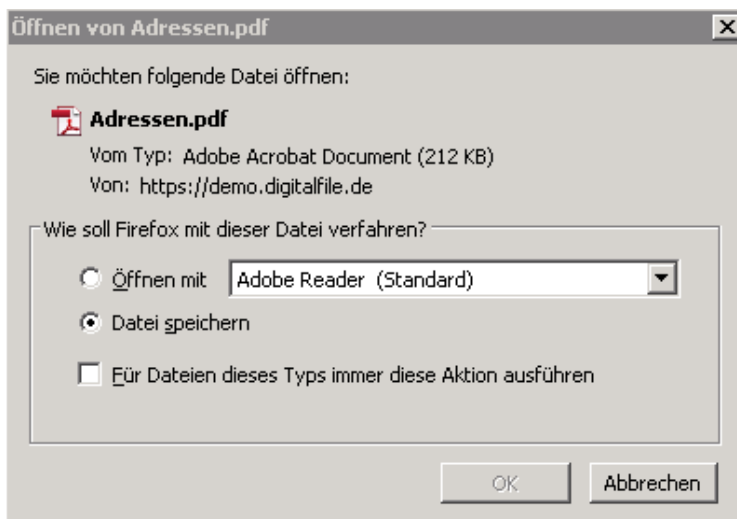 Öffnen von Adressen.pdf
Sie möchten folgende Datei öffnen:
Adressen.pdf
Vom Typ: Adobe Acrobat Document (212 KB)
Von: https://demo.digitalfile.de
Wie soll Firefox mit dieser Datei verfahren?
Öffnen mit Adobe Reader (Standard)
Datei speichern
Für Dateien dieses Typs immer diese Aktion ausführen
OK Abbrechen